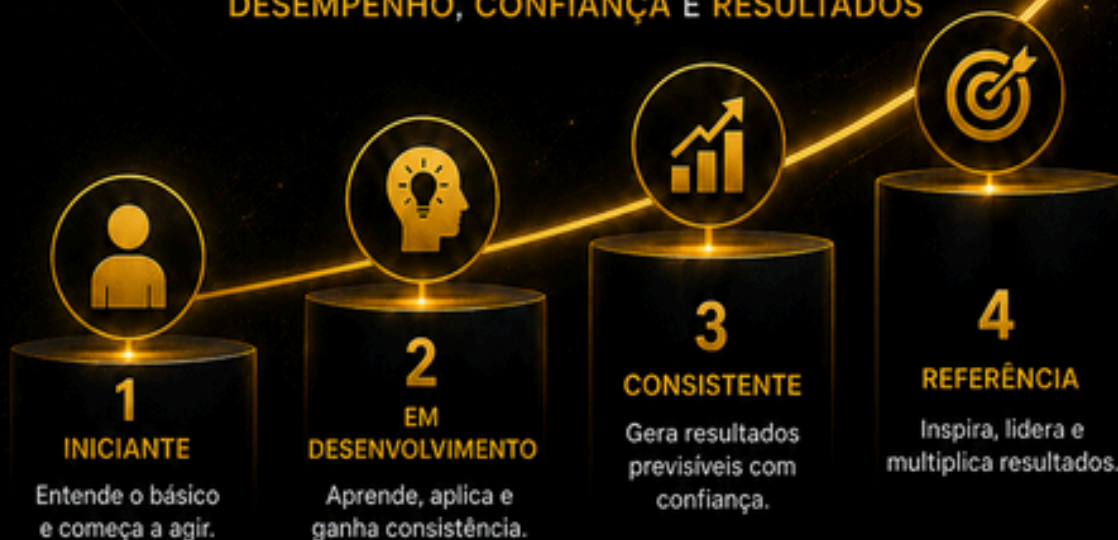 DESEMPENHO, CONFIANÇA E RESULTADOS
1
INICIANTE
Entende o básico
e começa a agir.
2
EM
DESENVOLVIMENTO
Aprende, aplica e
ganha consistência.
3
CONSISTENTE
Gera resultados
previsíveis com
confiança.
4
REFERÊNCIA
Inspira, lidera e
multiplica resultados.